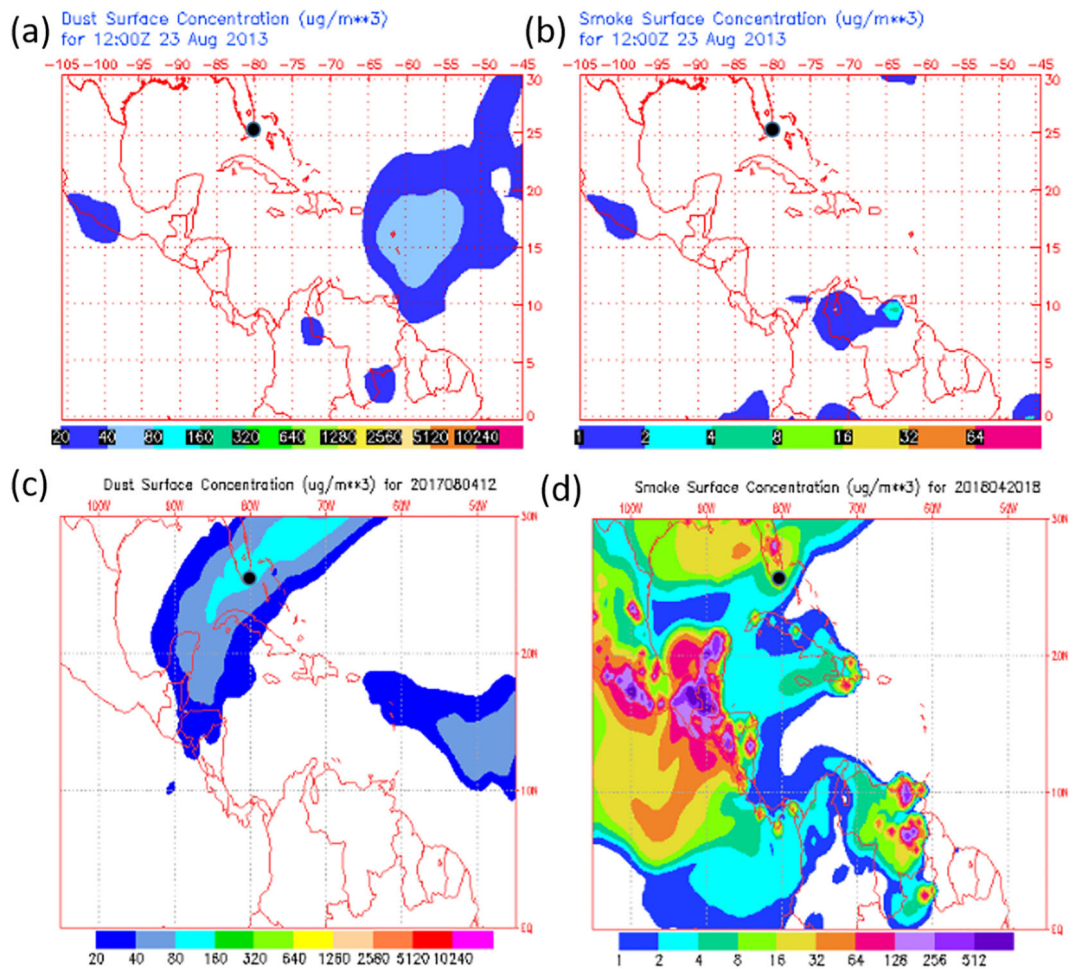 (a)
Dust Surface Concentration (ug/m**3)
for 12:00Z 23 Aug 2013
-105 -100 -95 -90 -85 -80 -75 -70 -65 -60 -55 -50 -45
30
25
20
15
10
5
0
20 40 80 160 320 640 1280 2560 5120 10240
(b)
Smoke Surface Concentration (ug/m**3)
for 12:00Z 23 Aug 2013
-105 -100 -95 -90 -85 -80 -75 -70 -65 -60 -55 -50 -45
30
25
20
15
10
5
0
1 2 4 8 16 32 64
(c)
Dust Surface Concentration (ug/m**3) for 2017080412
100W 90W 80W 70W 60W 50W
30N
20N
10N
EQ
20 40 80 160 320 640 1280 2560 5120 10240
(d)
Smoke Surface Concentration (ug/m**3) for 2018042018
100W 90W 80W 70W 60W 50W
30N
20N
10N
EQ
1 2 4 8 16 32 64 128 256 512